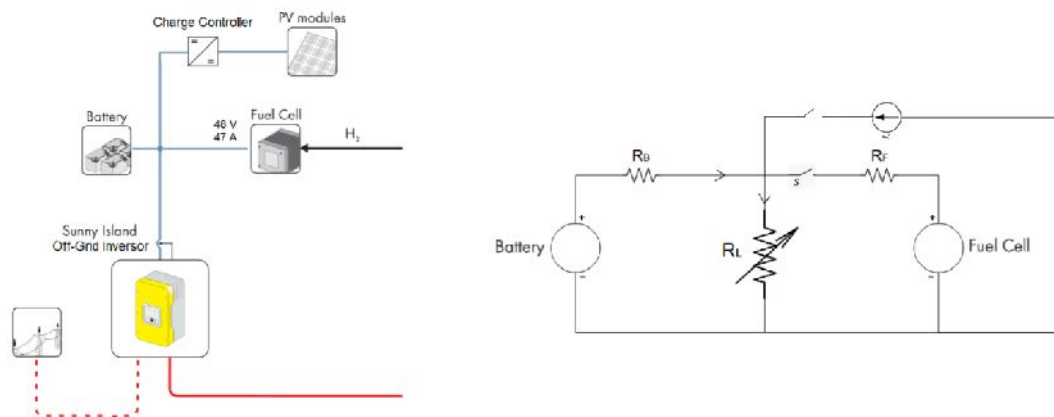 PV modules
Charge Controller
Battery
48 V
47 A
Fuel Cell
H₂
Sunny Island
Off-Grid Inversor
RB
S
RF
Battery
+
-
RL
+
-
Fuel Cell